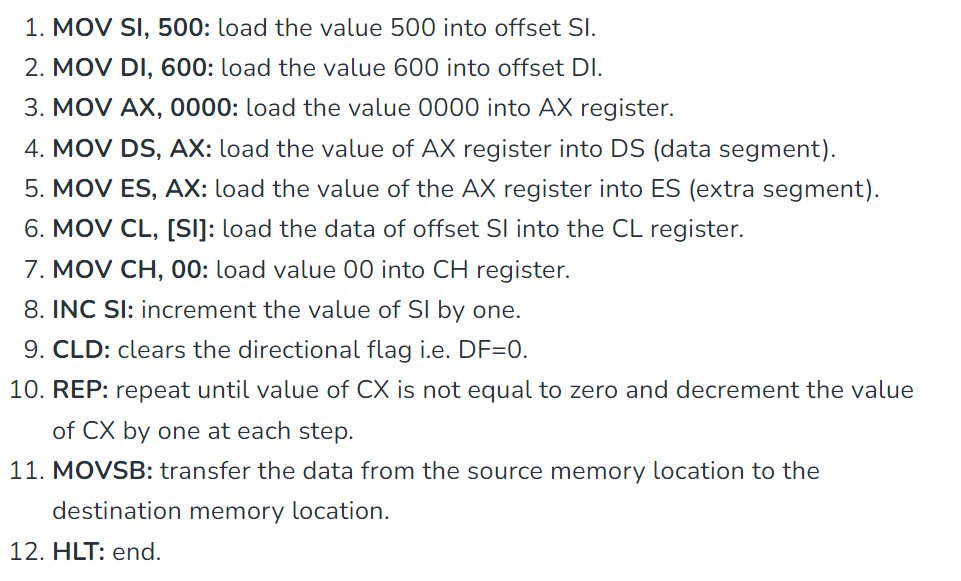 1. MOV SI, 500: load the value 500 into offset SI.
2. MOV DI, 600: load the value 600 into offset DI.
3. MOV AX, 0000: load the value 0000 into AX register.
4. MOV DS, AX: load the value of AX register into DS (data segment).
5. MOV ES, AX: load the value of the AX register into ES (extra segment).
6. MOV CL, [SI]: load the data of offset SI into the CL register.
7. MOV CH, 00: load value 00 into CH register.
8. INC SI: increment the value of SI by one.
9. CLD: clears the directional flag i.e. DF=0.
10. REP: repeat until value of CX is not equal to zero and decrement the value
of CX by one at each step.
11. MOVSB: transfer the data from the source memory location to the
destination memory location.
12. HLT: end.